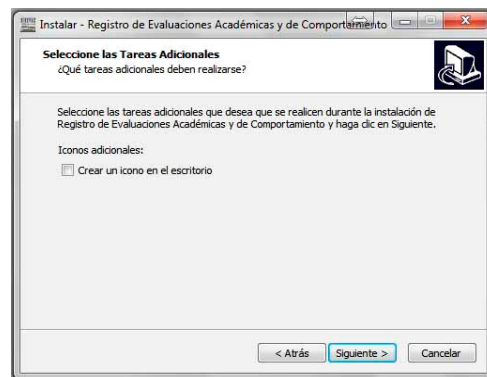 Instalar - Registro de Evaluaciones Académicas y de Comportamiento
Seleccione las Tareas Adicionales
¿Qué tareas adicionales deben realizarse?
Seleccione las tareas adicionales que desea que se realicen durante la instalación de
Registro de Evaluaciones Académicas y de Comportamiento y haga clic en Siguiente.
Iconos adicionales:
Crear un icono en el escritorio
< Atrás
Siguiente >
Cancelar